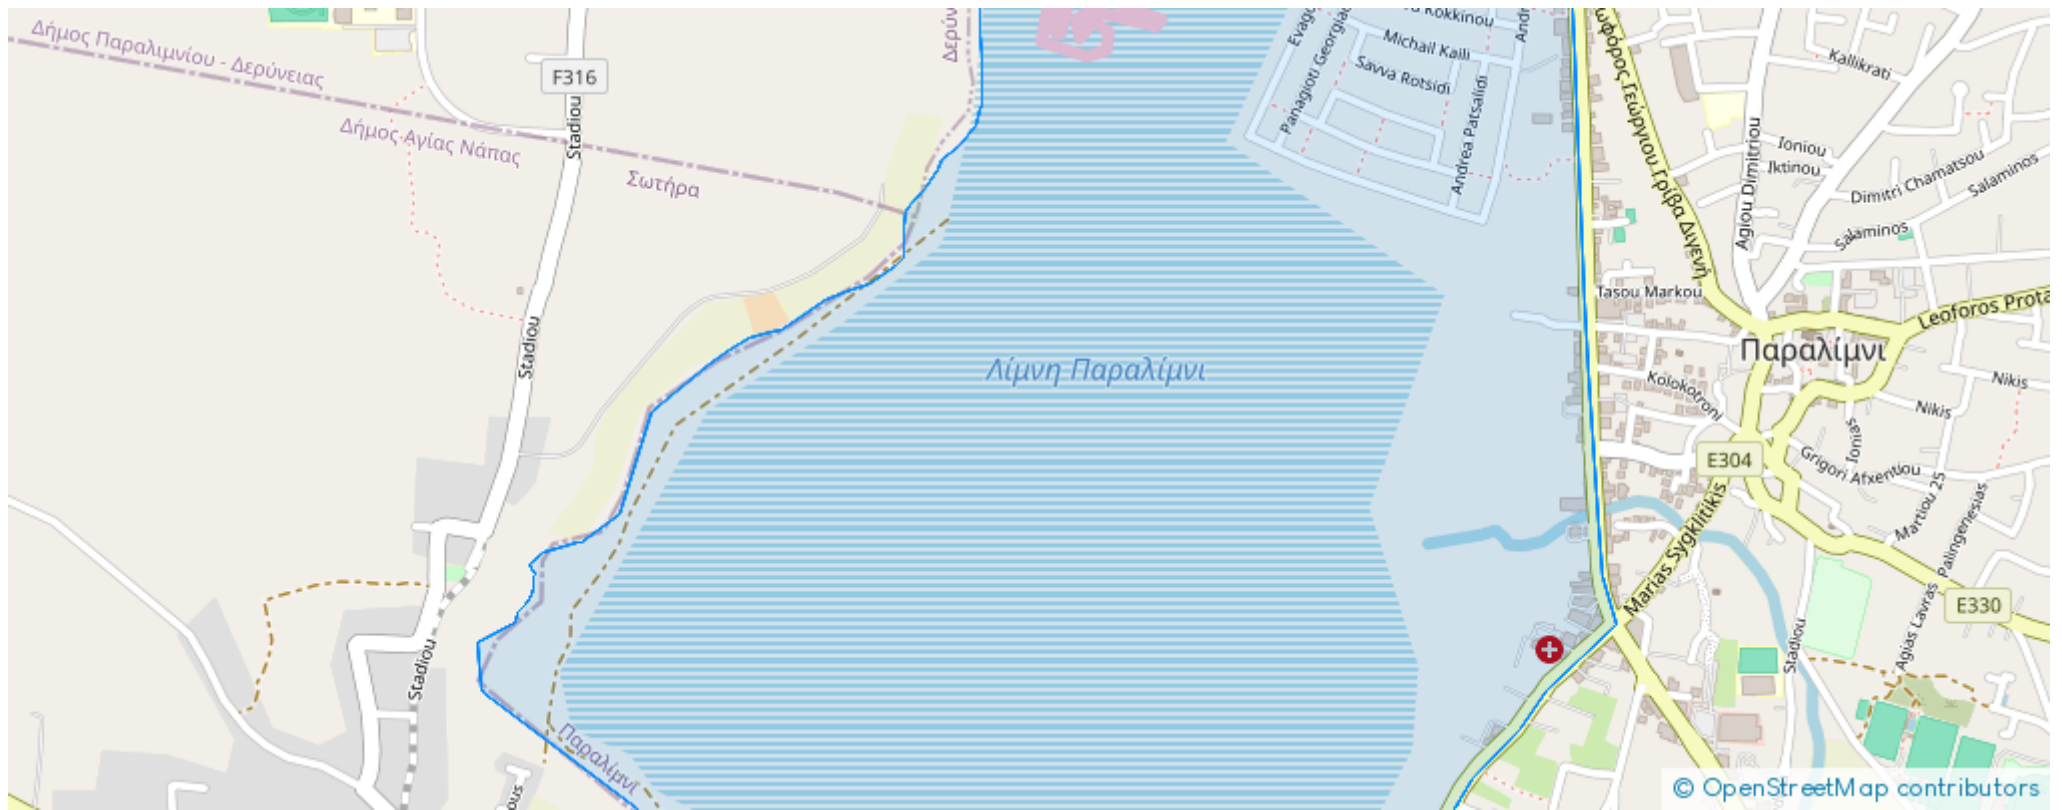 Δήμος Παραλιμνίου - Δερύνειας
Δήμος Αγίας Νάπας
Σωτήρα
F316
Stadiou
Stadiou
Stadiou
Παραλίμνι
Λίμνη Παραλίμνι
Michail Kaili
Savva Rotsidi
Andrea Patsalidi
Kallikrati
Ioniou
Iktinou
Dimitri Chamatsou
Salaminos
Salaminos
Agiou Dimitriou
Tasou Markou
Παραλίμνι
Kolokotroni
Nikis
Nikis
Ionias
E304
Grigori Afxentiou
Martiou 25
Palingenesias
Marias Sygklitikis
Agias Lavras
E330
Stadiou
© OpenStreetMap contributors